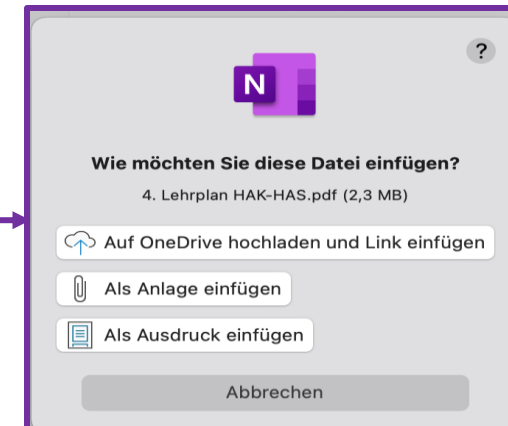 ?
N
Wie möchten Sie diese Datei einfügen?
4. Lehrplan HAK-HAS.pdf (2,3 MB)
Auf OneDrive hochladen und Link einfügen
Als Anlage einfügen
Als Ausdruck einfügen
Abbrechen